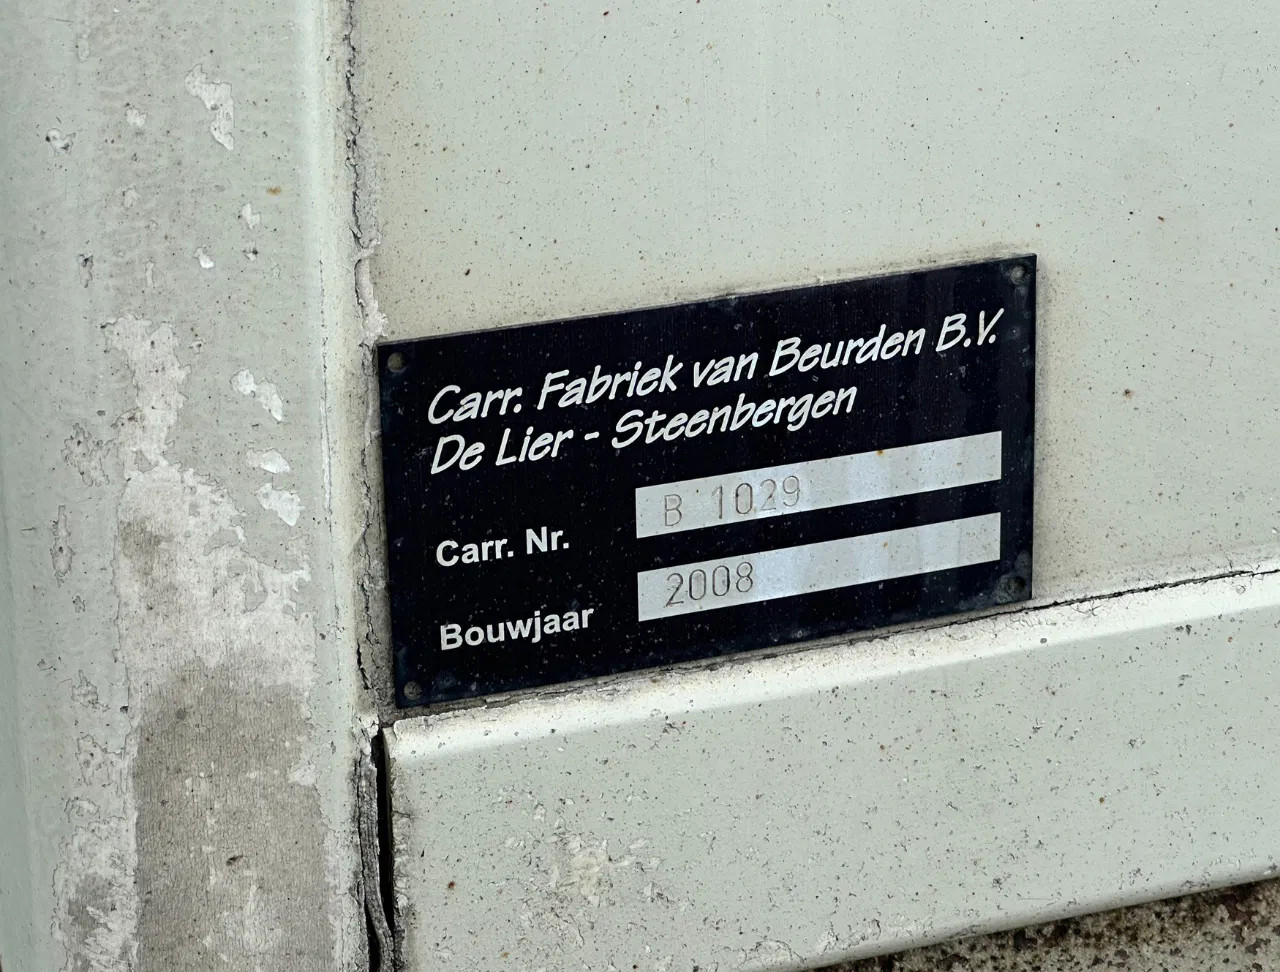 Carr. Fabriek van Beurden B.V.
De Lier - Steenbergen
Carr. Nr. B 1029
Bouwjaar 2008